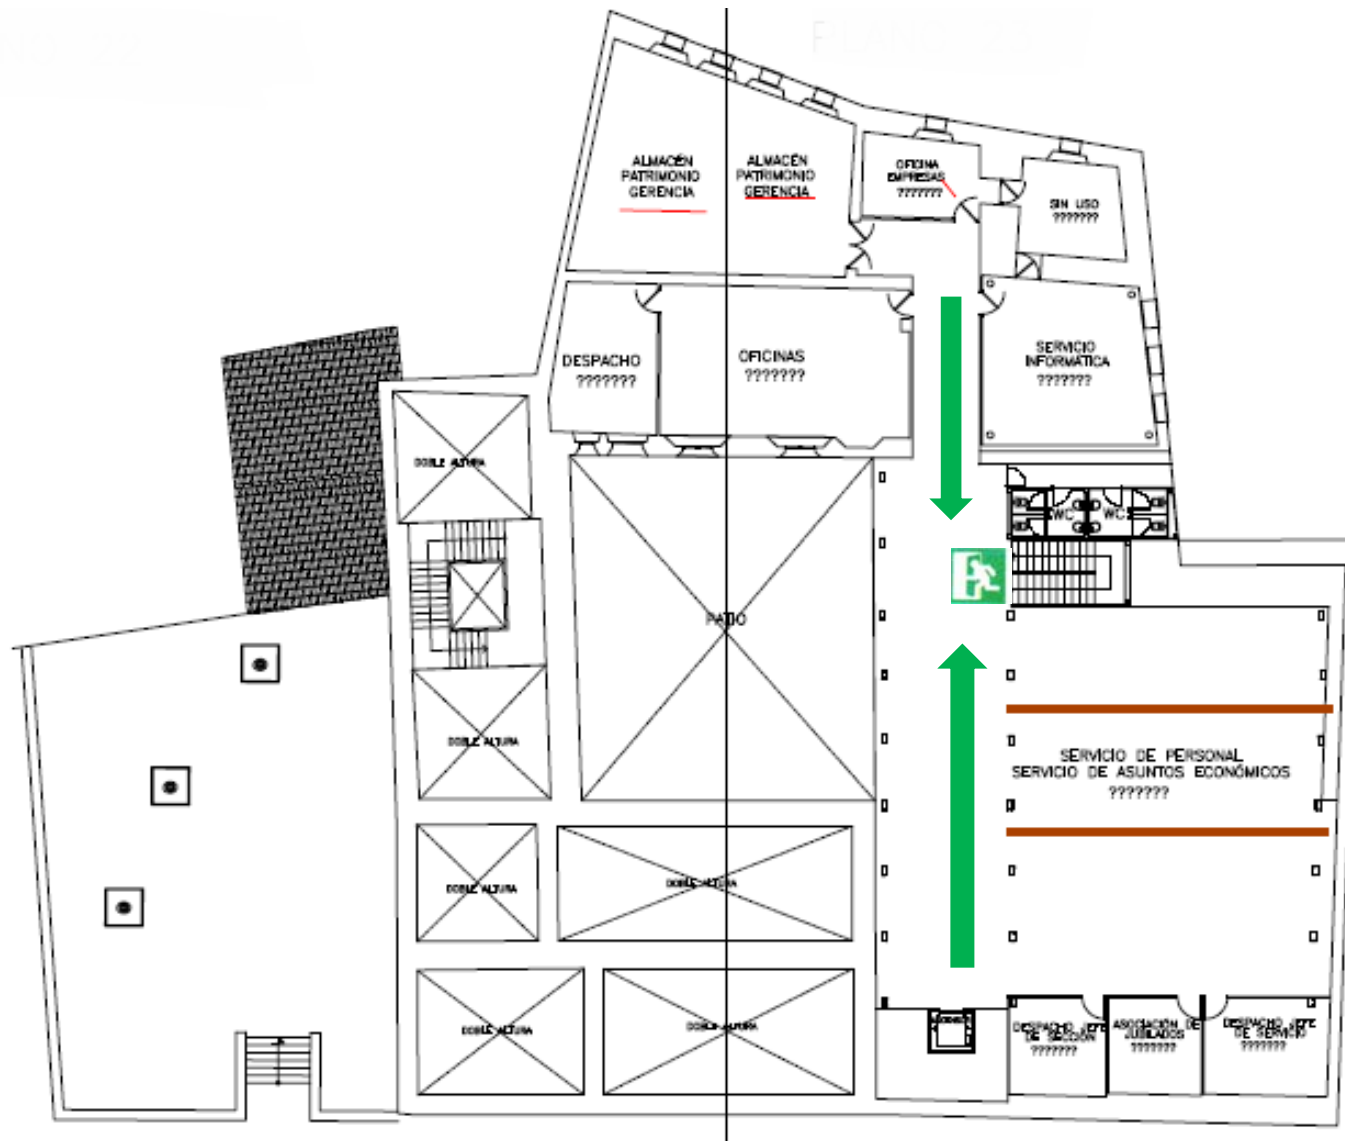 ALMACÉN
PATRIMONIO
GERENCIA
ALMACÉN
PATRIMONIO
GERENCIA
OFICINA
EMPRESAS
???????
SIN USO
???????
DESPACHO
???????
OFICINAS
???????
SERVICIO
INFORMÁTICA
???????
DOBLE ALTURA
WC
WC
PATIO
DOBLE ALTURA
SERVICIO DE PERSONAL
SERVICIO DE ASUNTOS ECONÓMICOS
???????
DOBLE ALTURA
DOBLE ALTURA
DOBLE ALTURA
DOBLE ALTURA
DESPACHO JEFE
DE SECCIÓN
???????
ASOCIACIÓN DE
JUBILADOS
???????
DESPACHO JEFE
DE SERVICIO
???????